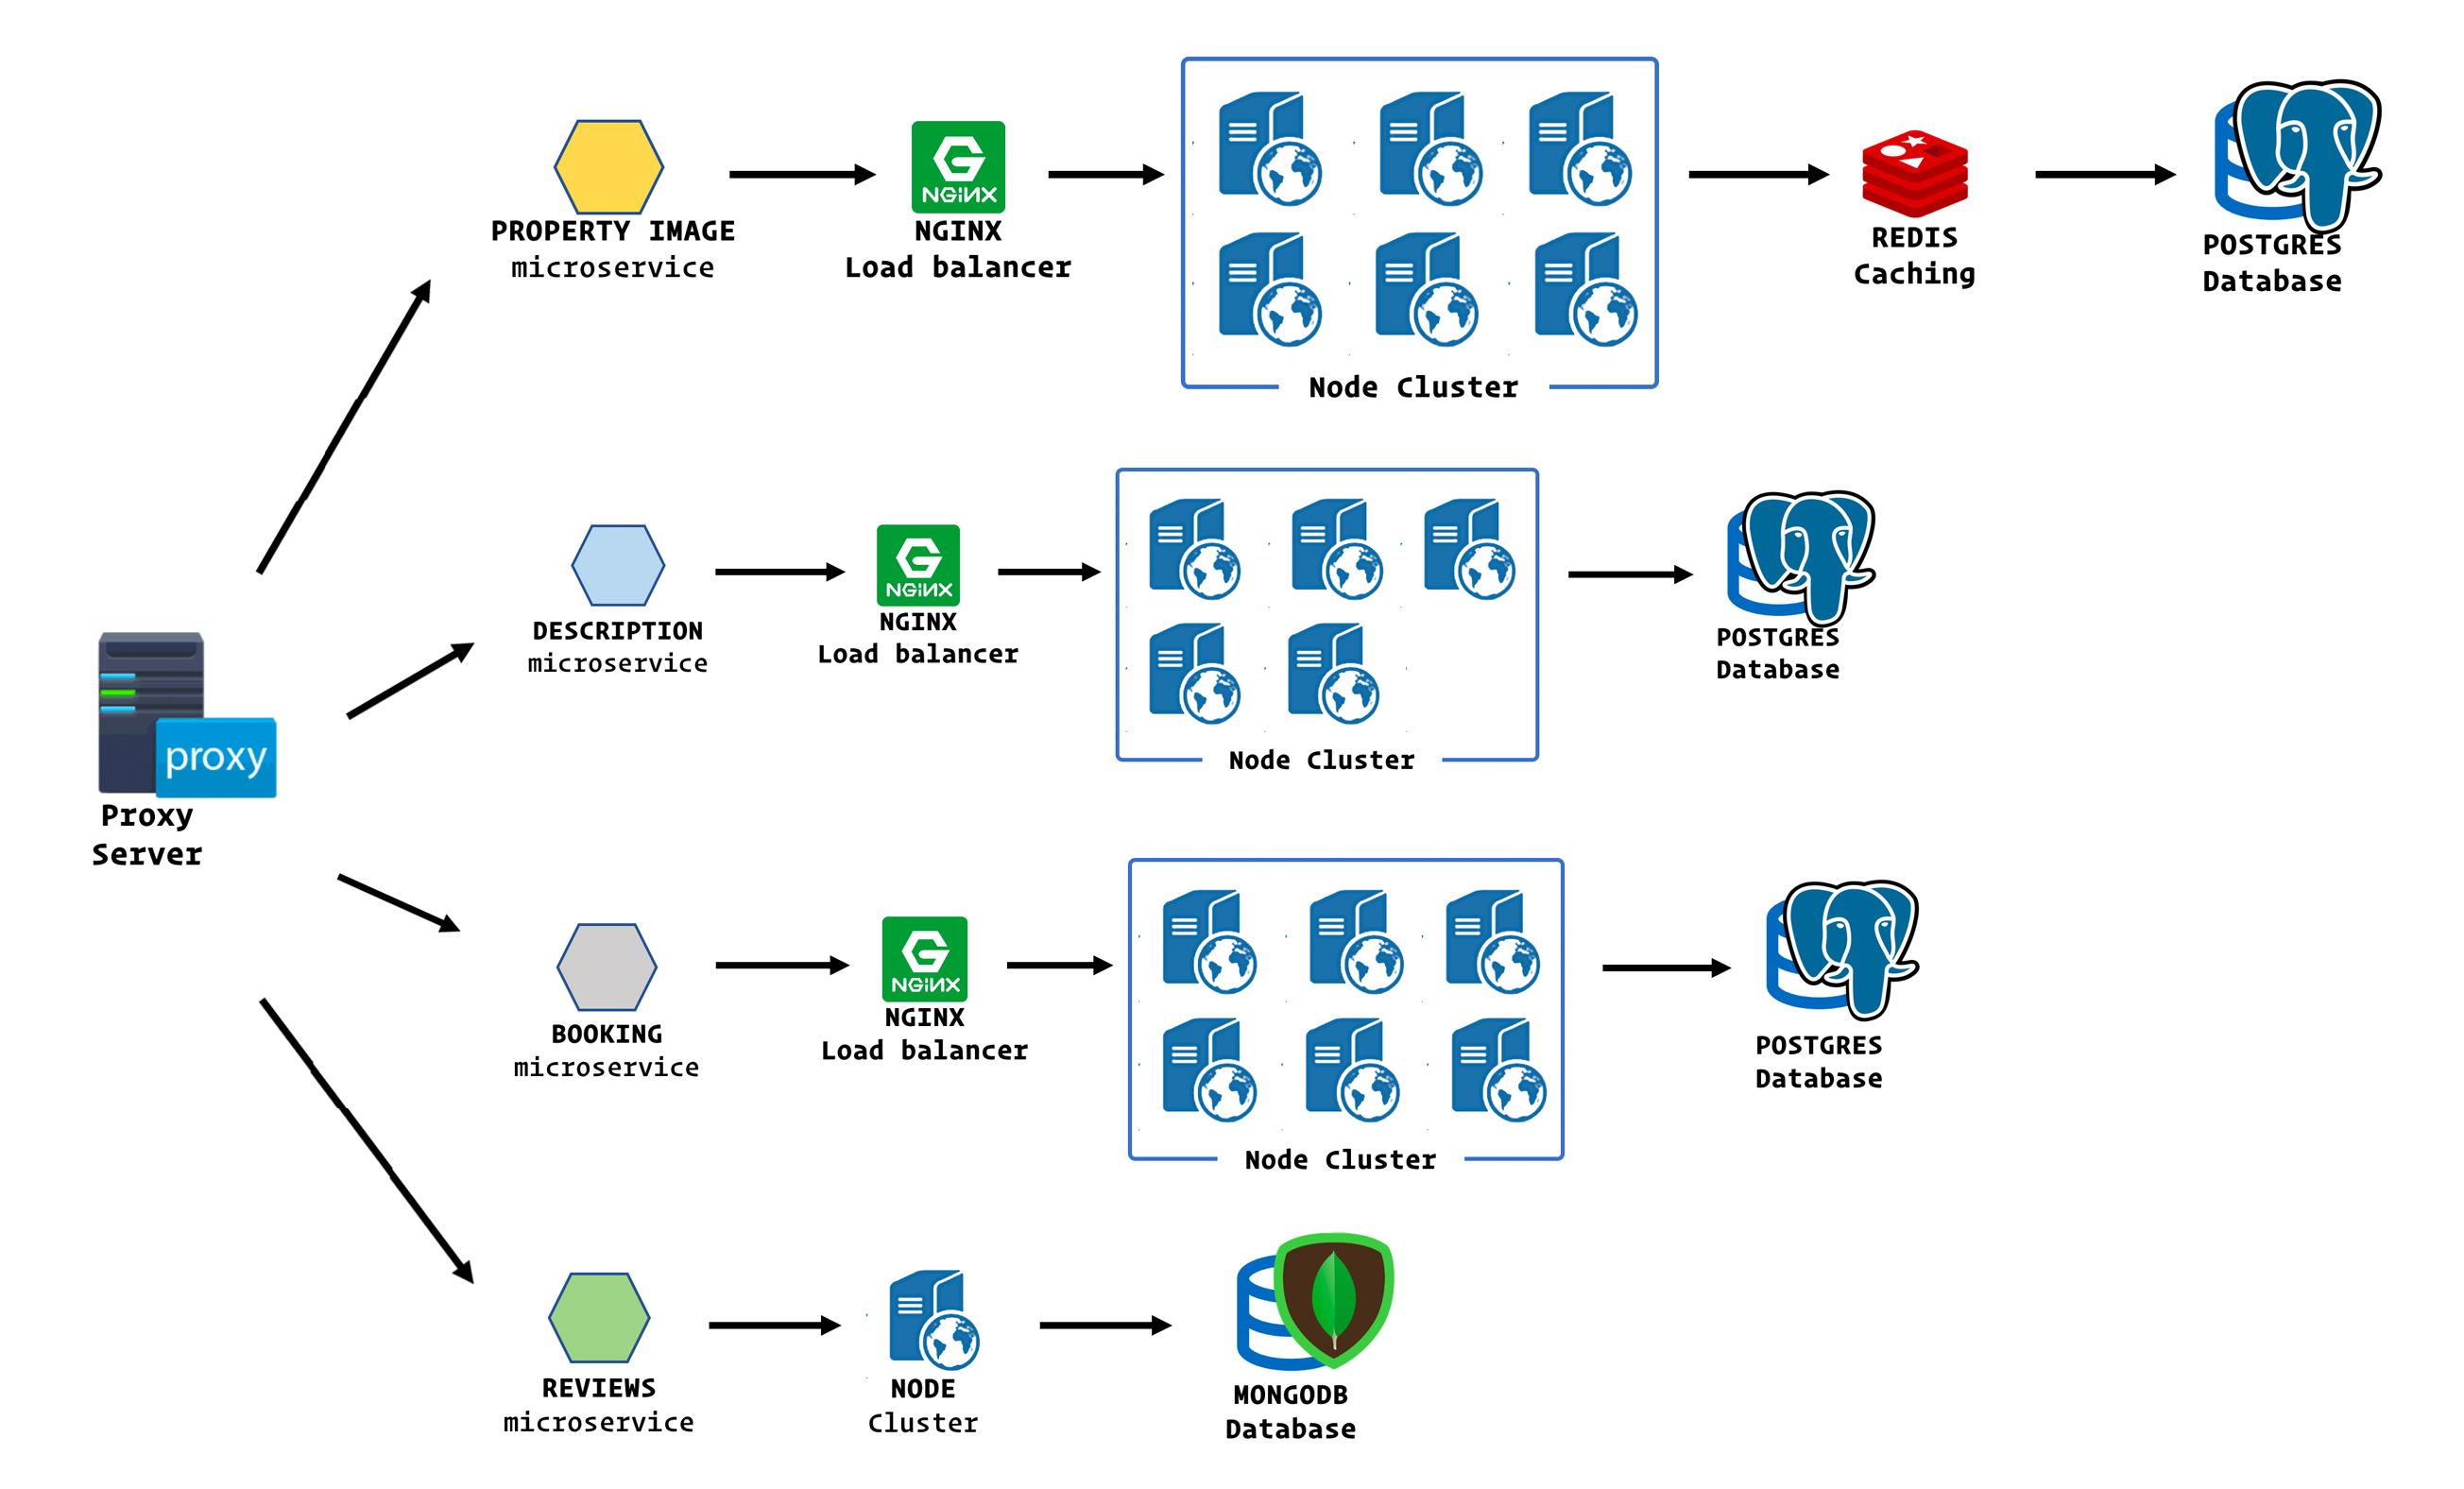 NGINX
PROPERTY IMAGE
microservice
NGINX
Load balancer
REDIS
Caching
POSTGRES
Database
Node Cluster
NGINX
DESCRIPTION
microservice
NGINX
Load balancer
POSTGRES
Database
Node Cluster
proxy
Proxy
Server
NGINX
BOOKING
microservice
NGINX
Load balancer
POSTGRES
Database
Node Cluster
REVIEWS
microservice
NODE
Cluster
MONGODB
Database